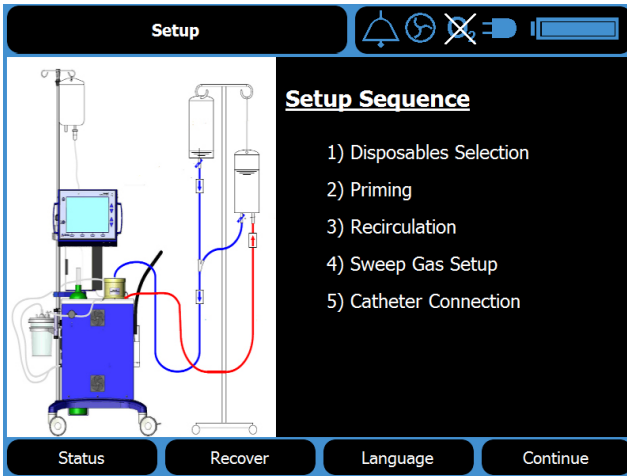 Setup
O₂
Setup Sequence
1) Disposables Selection
2) Priming
3) Recirculation
4) Sweep Gas Setup
5) Catheter Connection
Status
Recover
Language
Continue